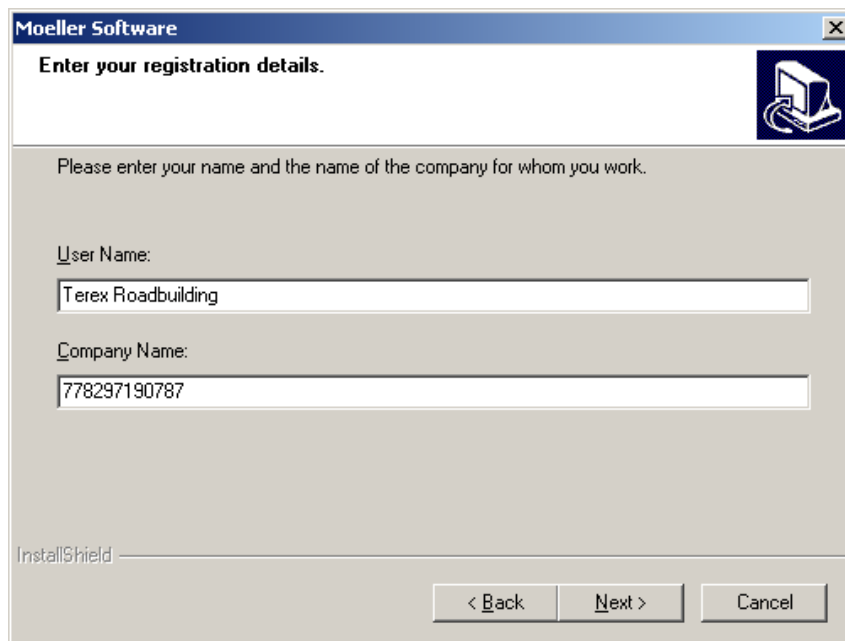 Moeller Software
Enter your registration details.
Please enter your name and the name of the company for whom you work.
User Name:
Terex Roadbuilding
Company Name:
778297190787
InstallShield
< Back Next > Cancel